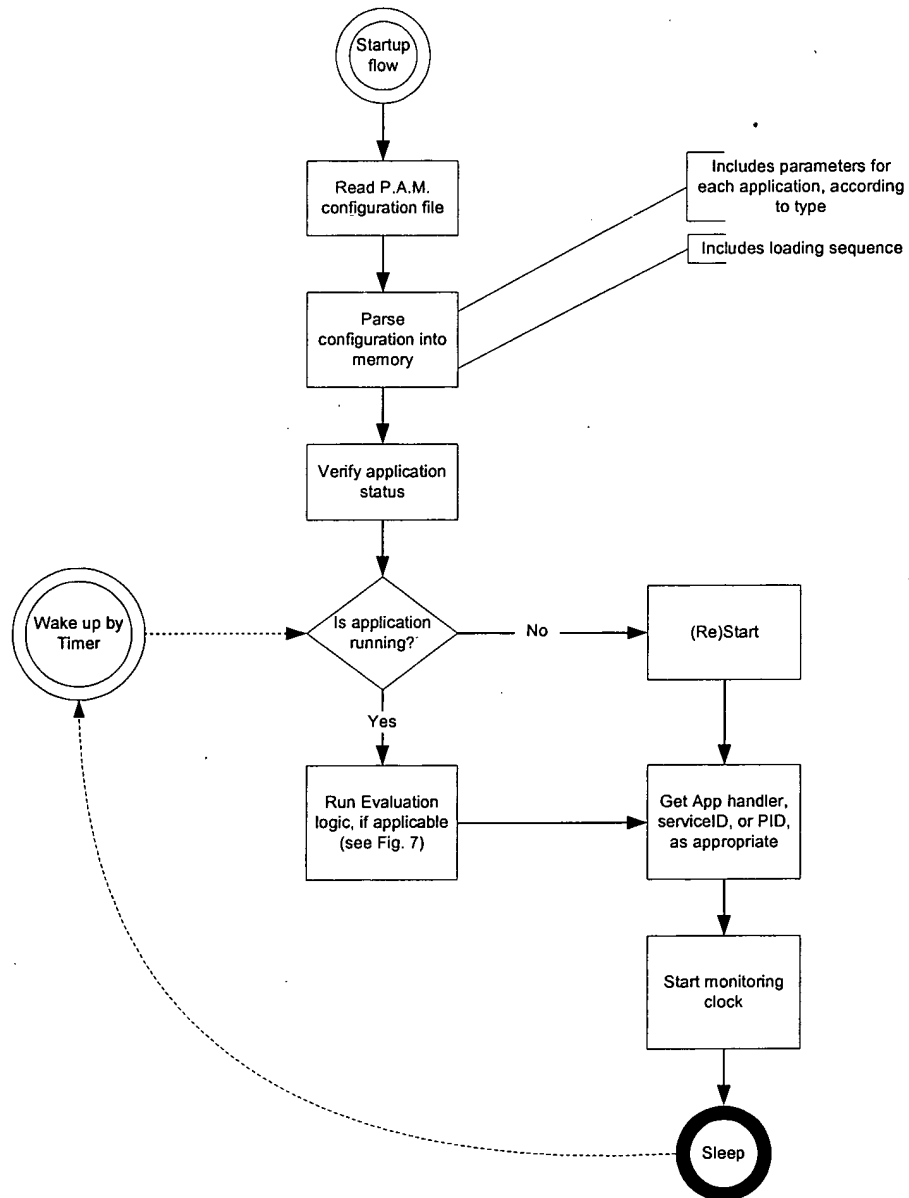 Startup
flow
Read P.A.M.
configuration file
Includes parameters for
each application, according
to type
Includes loading sequence
Parse
configuration into
memory
Verify application
status
Wake up by
Timer
Is application
running?
No
(Re)Start
Yes
Run Evaluation
logic, if applicable
(see Fig. 7)
Get App handler,
serviceID, or PID,
as appropriate
Start monitoring
clock
Sleep